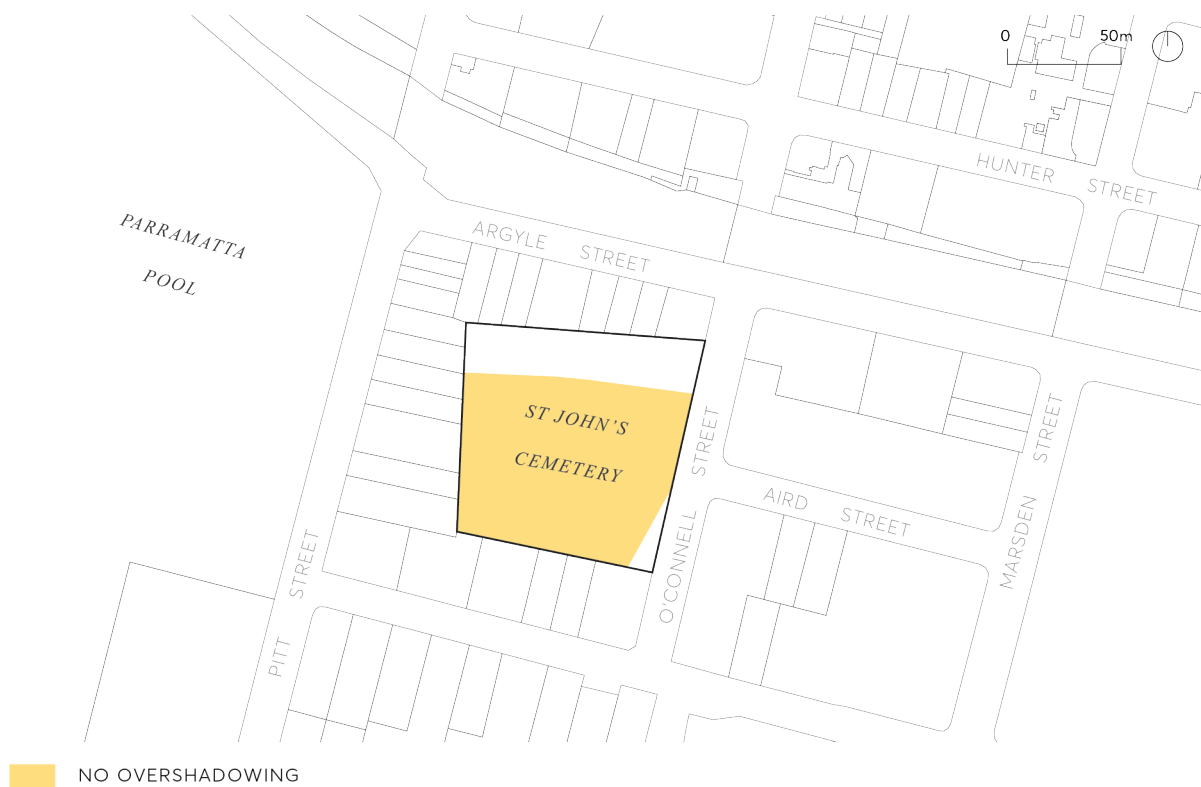 0 50m
HUNTER STREET
PARRAMATTA
POOL
ARGYLE STREET
ST JOHN’S
CEMETERY
O'CONNELL STREET
AIRD STREET
MARSDEN STREET
PITT STREET
NO OVERSHADOWING